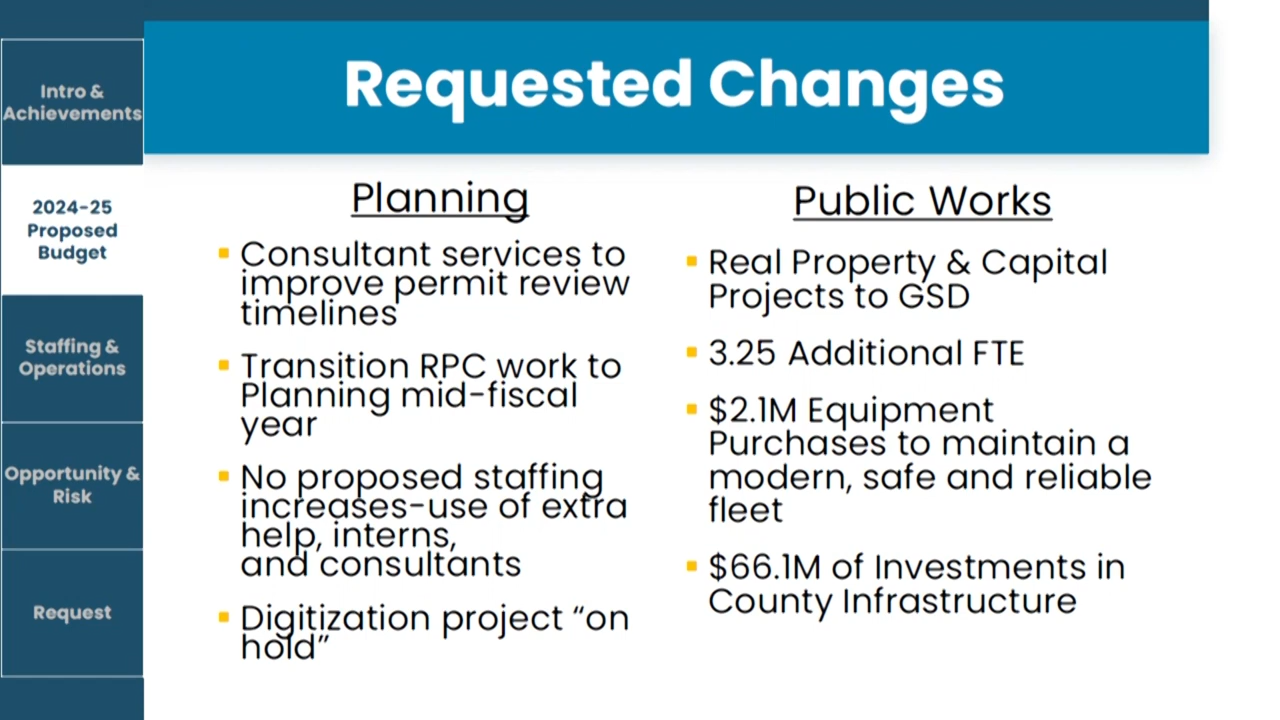 Requested Changes
Intro &
Achievements
2024-25
Proposed
Budget
Staffing &
Operations
Opportunity &
Risk
Request
Planning
Consultant services to
improve permit review
timelines
Transition RPC work to
Planning mid-fiscal
year
No proposed staffing
increases-use of extra
help, interns,
and consultants
Digitization project “on
hold”
Public Works
Real Property & Capital
Projects to GSD
3.25 Additional FTE
$2.1M Equipment
Purchases to maintain a
modern, safe and reliable
fleet
$66.1M of Investments in
County Infrastructure